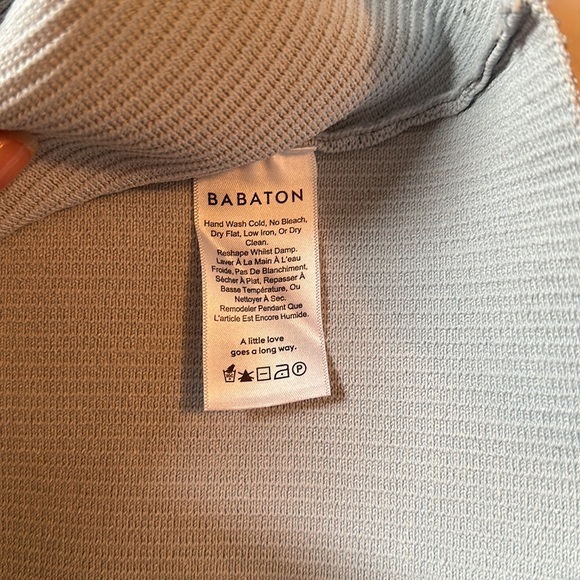 BABATON
Hand Wash Cold, No Bleach,
Dry Flat, Low Iron, Or Dry
Clean.
Reshape Whilst Damp.
Laver À La Main À L'eau
Froide, Pas De Blanchiment,
Sécher À Plat, Repasser À
Basse Température, Ou
Nettoyer À Sec.
Remodeler Pendant Que
L'article Est Encore Humide.
A little love
goes a long way.
P